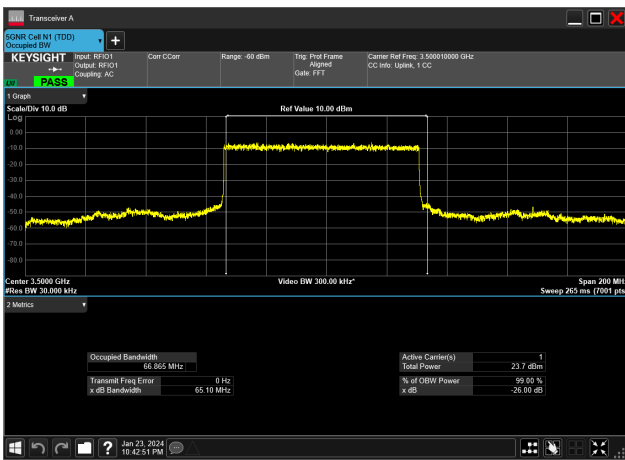 Transceiver A
5GNR Cell N1 (TDD)
Occupied BW
KEYSIGHT
Input: RFIO1
Output: RFIO1
Coupling: AC
Corr CCorr
Range: -60 dBm
Trig: Prot Frame
Aligned
Gate: FFT
Carrier Ref Freq: 3.500010000 GHz
CC Info: Uplink, 1 CC
PASS
1 Graph
Scale/Div 10.0 dB
Ref Value 10.00 dBm
Log
0.00
-10.0
-20.0
-30.0
-40.0
-50.0
-60.0
-70.0
-80.0
Center 3.5000 GHz
Video BW 300.00 kHz*
Span 200 MHz
#Res BW 30.000 kHz
Sweep 265 ms (7001 pts
2 Metrics
Occupied Bandwidth
66.865 MHz
Transmit Freq Error 0 Hz
x dB Bandwidth 65.10 MHz
Active Carrier(s) 1
Total Power 23.7 dBm
% of OBW Power 99.00 %
x dB -26.00 dB
?
Jan 23, 2024
10:42:51 PM